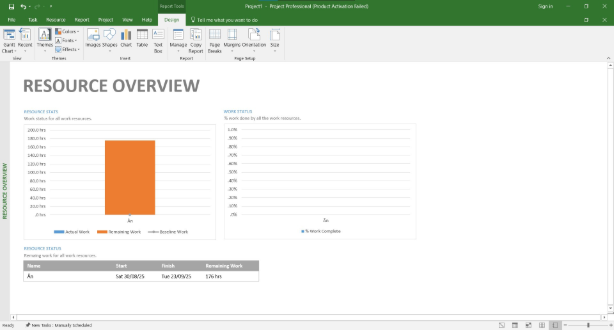 Report Tools
Project1 - Project Professional (Product Activation Failed)
Sign in
File Task Resource Report Project View Help Design Tell me what you want to do
Gantt Chart Recent Themes Colors Fonts Effects Images Shapes Chart Table Text Box Manage Copy Report Page Breaks Margins Orientation Size
View Themes Insert Report Page Setup
RESOURCE OVERVIEW
RESOURCE OVERVIEW
RESOURCE STATS
Work status for all work resources.
200.0 hrs
180.0 hrs
160.0 hrs
140.0 hrs
120.0 hrs
100.0 hrs
80.0 hrs
60.0 hrs
40.0 hrs
20.0 hrs
.0 hrs
Ân
Actual Work Remaining Work Baseline Work
WORK STATUS
% work done by all the work resources.
90%
80%
70%
60%
50%
40%
30%
20%
10%
0%
Ân
% Work Complete
RESOURCE STATUS
Remaining work for all work resources.
Name Start Finish Remaining Work
Ân Sat 30/08/25 Tue 23/09/25 176 hrs
Ready New Tasks : Manually Scheduled